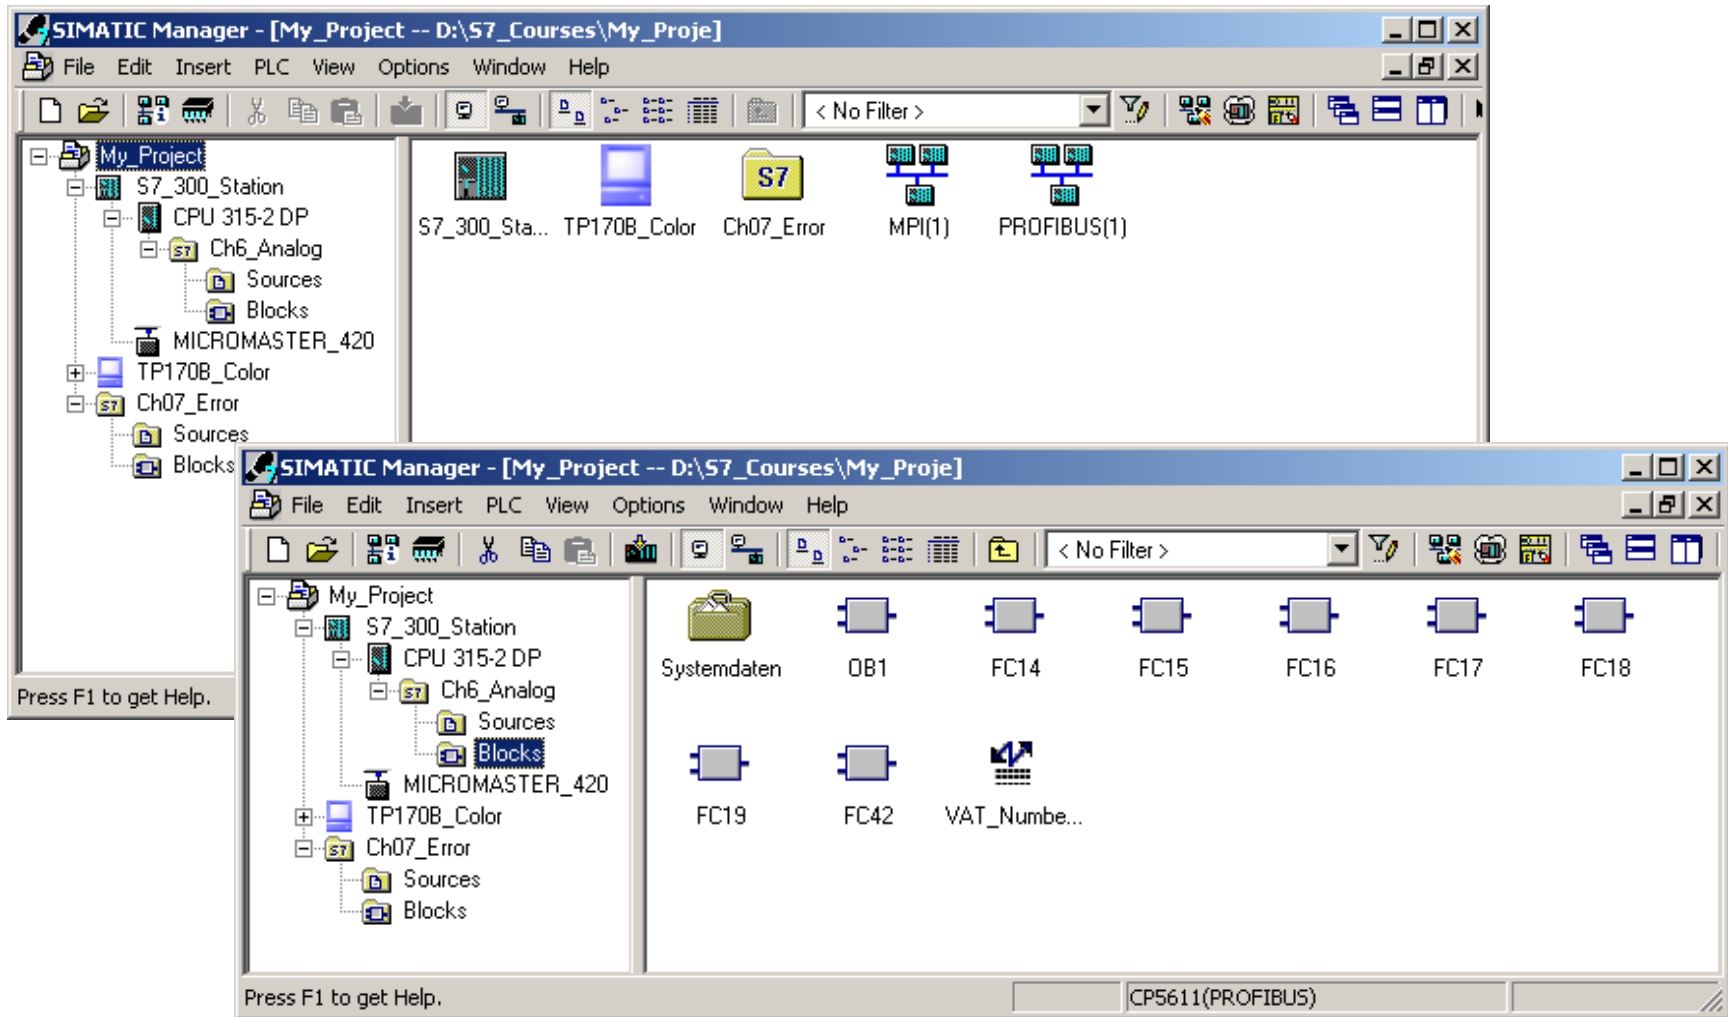 SIMATIC Manager - [My_Project -- D:\S7_Courses\My_Proje]
File Edit Insert PLC View Options Window Help
< No Filter >
My_Project
S7_300_Station
CPU 315-2 DP
Ch6_Analog
Sources
Blocks
MICROMASTER_420
TP170B_Color
Ch07_Error
Sources
Blocks
S7
S7_300_Sta... TP170B_Color Ch07_Error MPI(1) PROFIBUS(1)
Press F1 to get Help.
SIMATIC Manager - [My_Project -- D:\S7_Courses\My_Proje]
File Edit Insert PLC View Options Window Help
< No Filter >
My_Project
S7_300_Station
CPU 315-2 DP
Ch6_Analog
Sources
Blocks
MICROMASTER_420
TP170B_Color
Ch07_Error
Sources
Blocks
Systemdaten OB1 FC14 FC15 FC16 FC17 FC18
FC19 FC42 VAT_Numbe...
Press F1 to get Help.
CP5611(PROFIBUS)